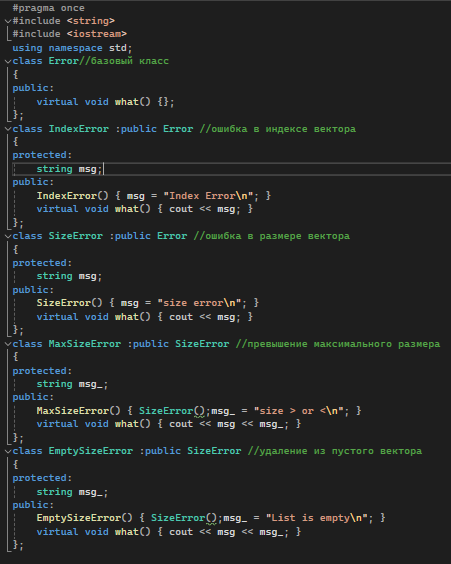 #pragma once
#include <string>
#include <iostream>
using namespace std;
class Error//базовый класс
{
public:
    virtual void what() {};
};
class IndexError :public Error //ошибка в индексе вектора
{
protected:
    string msg;
public:
    IndexError() { msg = "Index Error\n"; }
    virtual void what() { cout << msg; }
};
class SizeError :public Error //ошибка в размере вектора
{
protected:
    string msg;
public:
    SizeError() { msg = "size error\n"; }
    virtual void what() { cout << msg; }
};
class MaxSizeError :public SizeError //превышение максимального размера
{
protected:
    string msg_;
public:
    MaxSizeError() { SizeError();msg_ = "size > or <\n"; }
    virtual void what() { cout << msg << msg_; }
};
class EmptySizeError :public SizeError //удаление из пустого вектора
{
protected:
    string msg_;
public:
    EmptySizeError() { SizeError();msg_ = "List is empty\n"; }
    virtual void what() { cout << msg << msg_; }
};